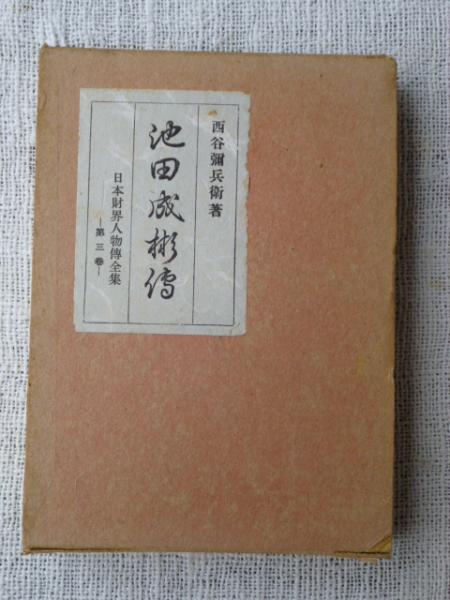 西谷彌兵衞著
池田成彬傳
日本財界人物傳全集
—第三卷—